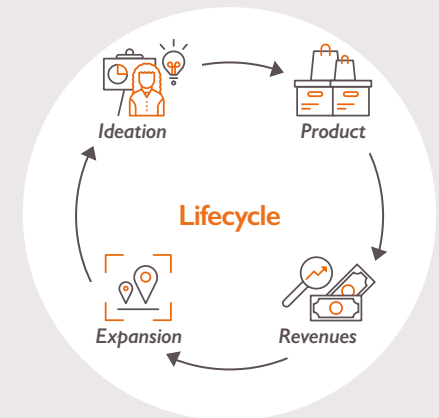 Ideation
Product
Lifecycle
Expansion
Revenues